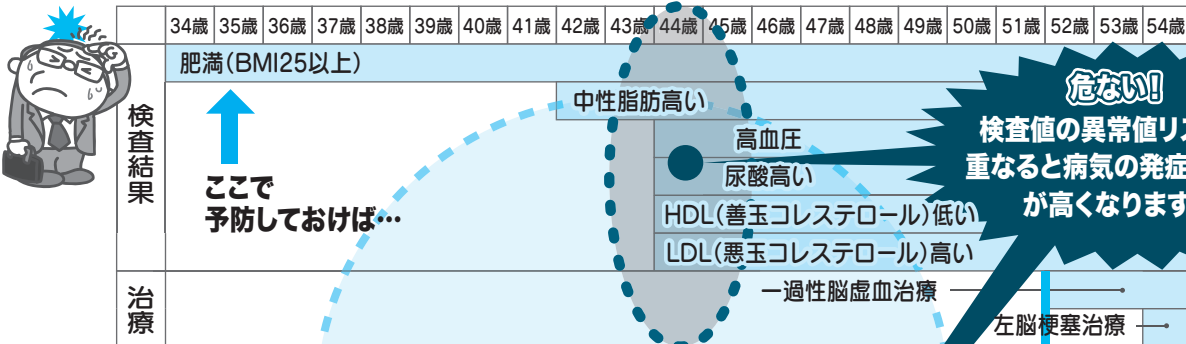 34歳 35歳 36歳 37歳 38歳 39歳 40歳 41歳 42歳 43歳 44歳 45歳 46歳 47歳 48歳 49歳 50歳 51歳 52歳 53歳 54歳
検査結果
肥満(BMI25以上)
中性脂肪高い
高血圧
尿酸高い
HDL(善玉コレステロール)低い
LDL(悪玉コレステロール)高い
ここで
予防しておけば…
危ない!
検査値の異常値リス
重なると病気の発症
が高くなります
治療
一過性脳虚血治療
左脳梗塞治療